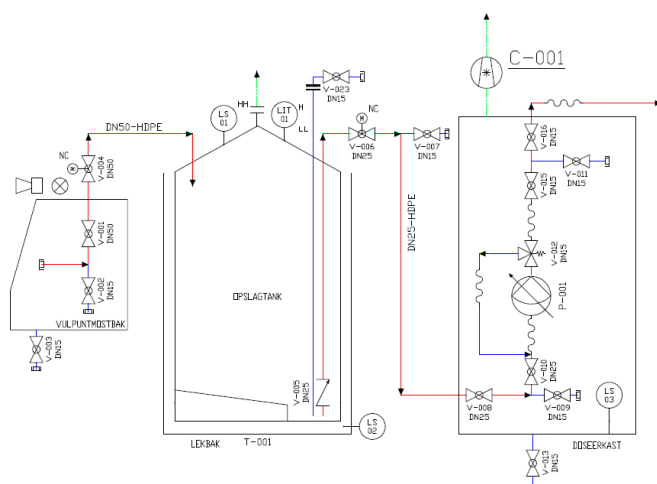 C-001
V-023
DN15
HH
H
LL
LS
01
LIT
01
DN50-HDPE
NC
V-004
DN50
NC
M
V-006
DN25
V-007
DN15
V-016
DN15
V-011
DN15
V-015
DN15
V-001
DN50
DN25-HDPE
V-012
DN15
V-002
DN15
OPSLAGTANK
P-001
VULPUNTMOSTBAK
V-003
DN15
V-005
DN25
V-010
DN25
V-008
DN25
V-009
DN15
LS
03
LS
02
LEKBAK
T-001
DOSEERKAST
V-013
DN15